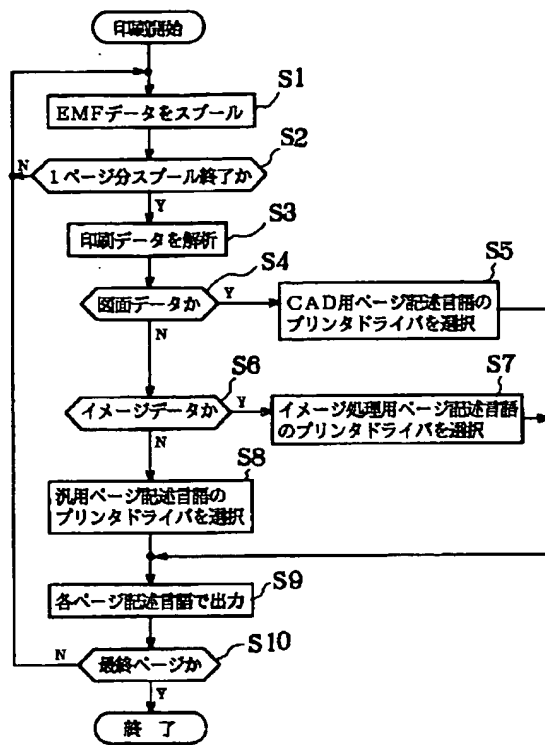 印刷開始
S1
EMFデータをスプール
S2
N
1ページ分スプール終了か
Y
S3
印刷データを解析
S4
図面データか
Y
N
S5
CAD用ページ記述言語の
プリンタドライバを選択
S6
イメージデータか
Y
N
S7
イメージ処理用ページ記述言語
のプリンタドライバを選択
S8
汎用ページ記述言語の
プリンタドライバを選択
S9
各ページ記述言語で出力
S10
N
最終ページか
Y
終 了